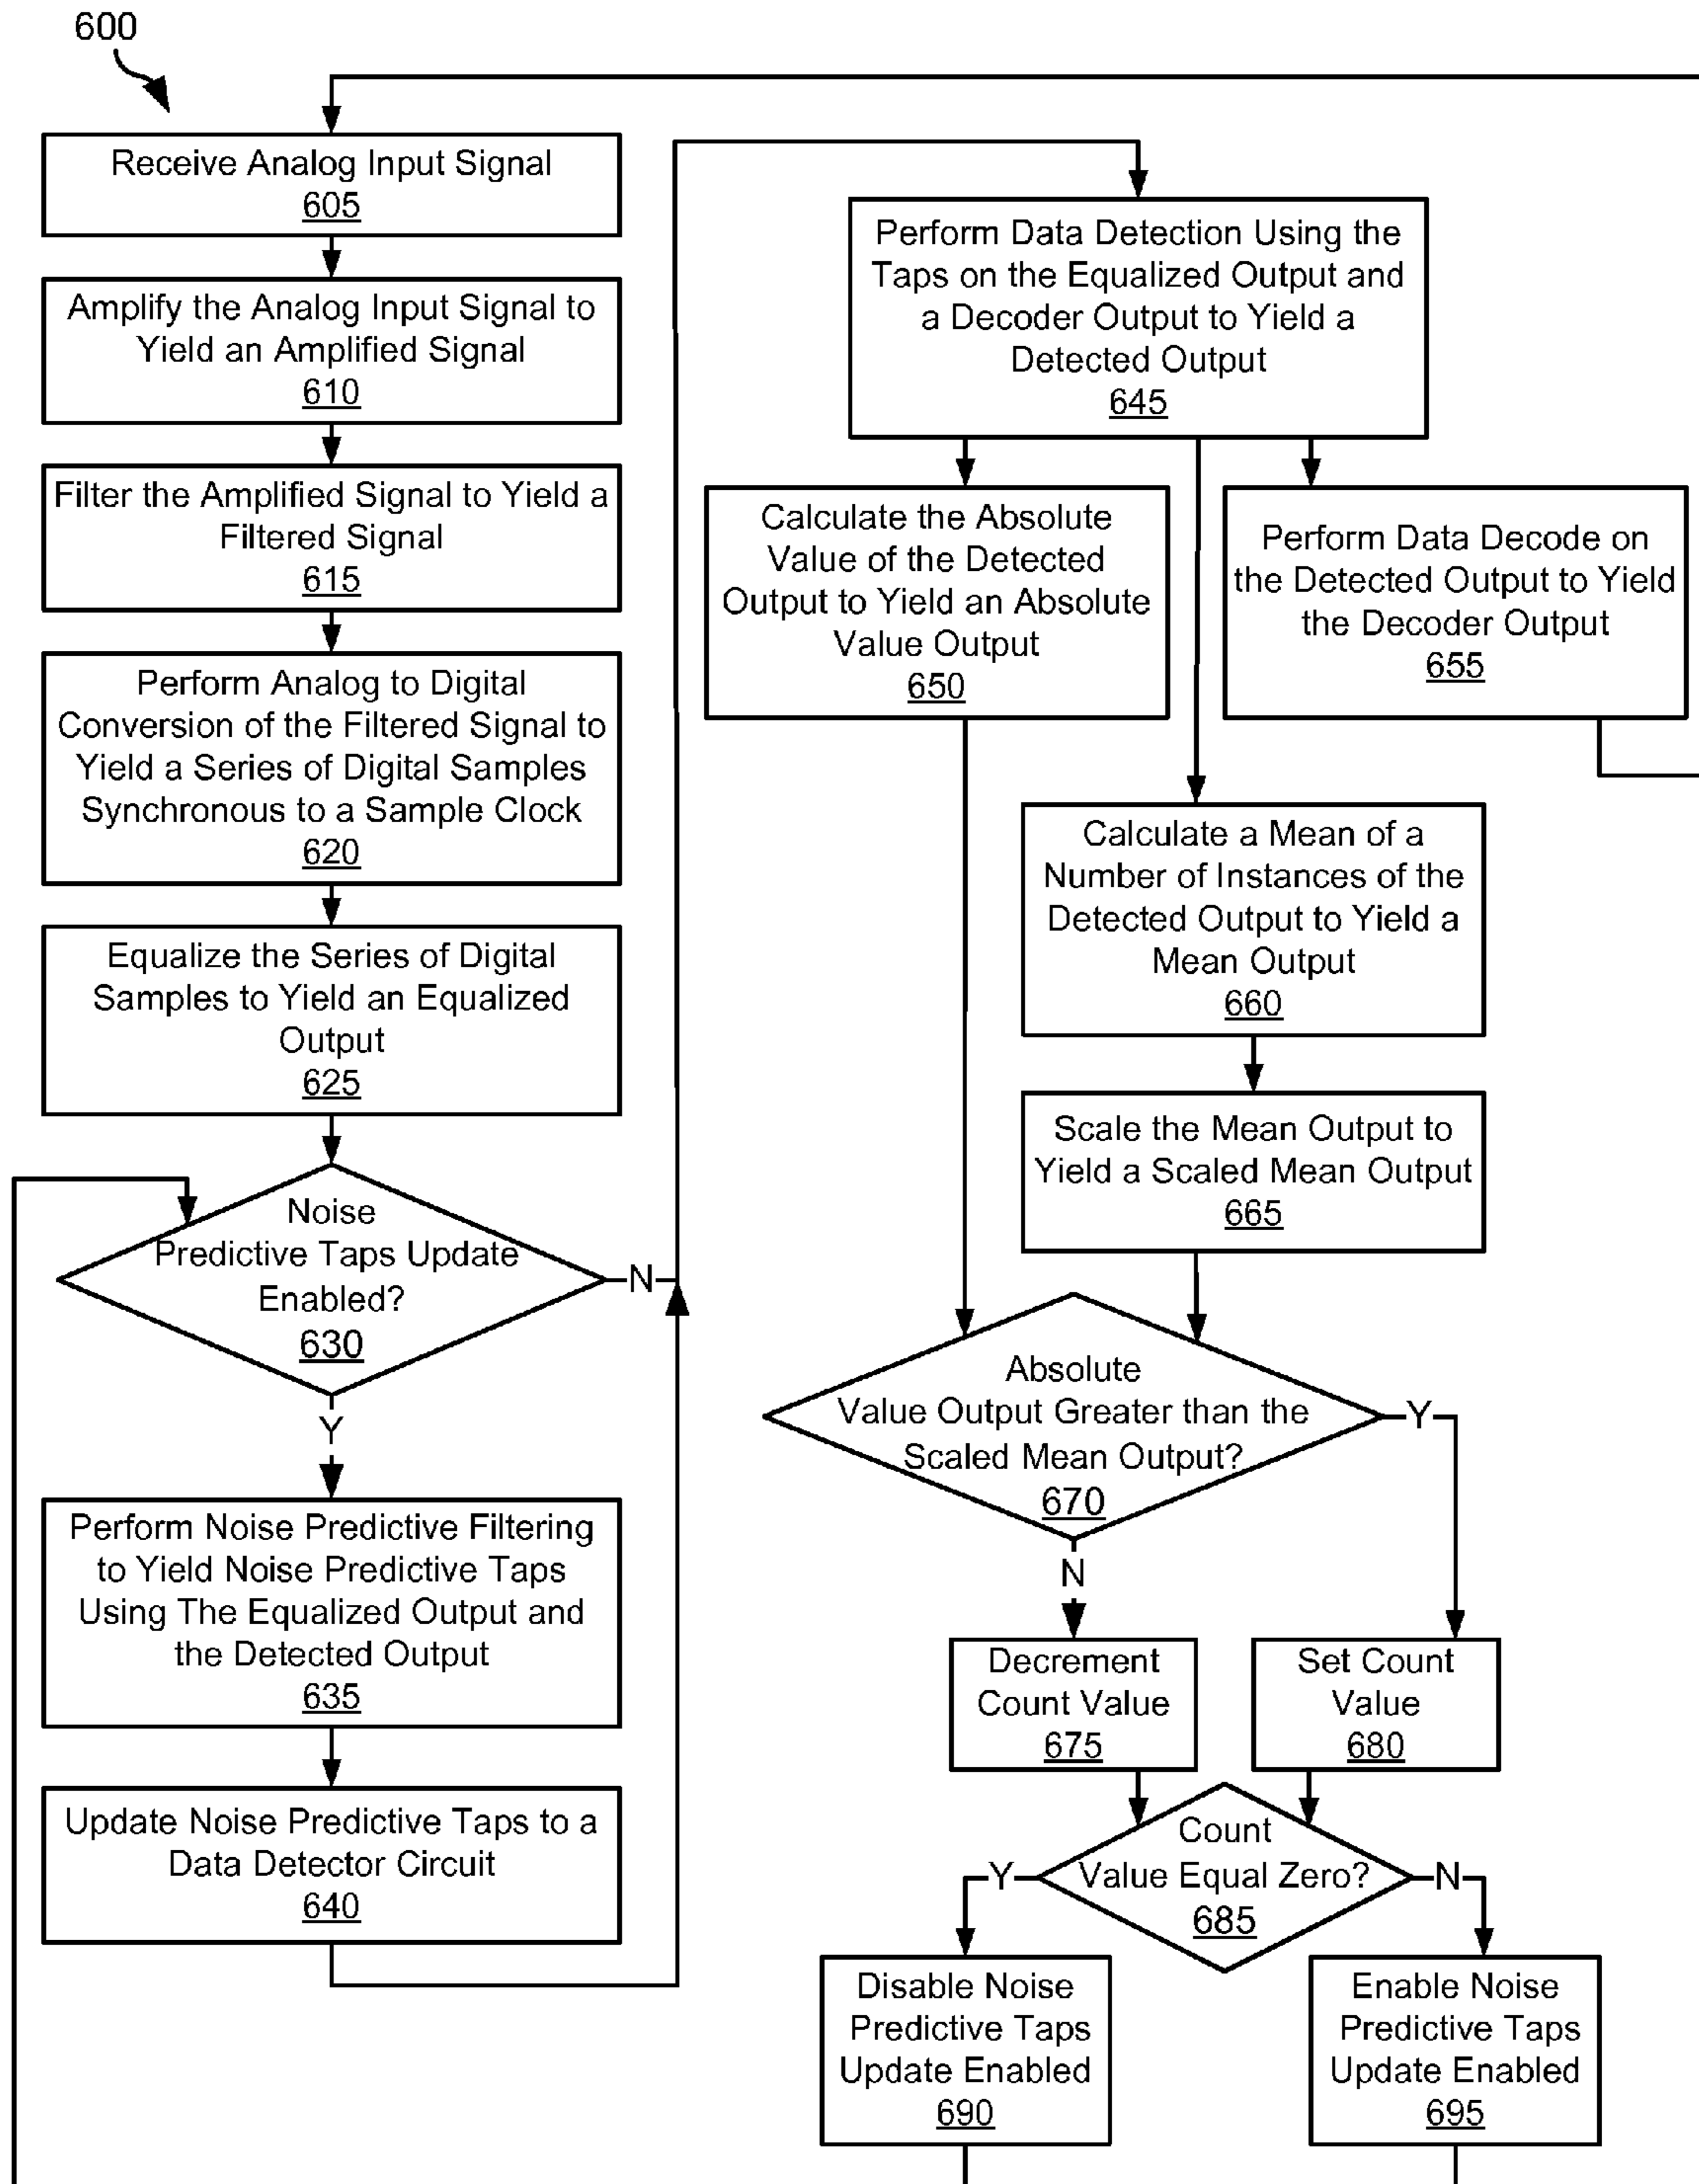 600
Receive Analog Input Signal
605
Amplify the Analog Input Signal to
Yield an Amplified Signal
610
Filter the Amplified Signal to Yield a
Filtered Signal
615
Perform Analog to Digital
Conversion of the Filtered Signal to
Yield a Series of Digital Samples
Synchronous to a Sample Clock
620
Equalize the Series of Digital
Samples to Yield an Equalized
Output
625
Noise
Predictive Taps Update
Enabled?
630
N
Y
Perform Noise Predictive Filtering
to Yield Noise Predictive Taps
Using The Equalized Output and
the Detected Output
635
Update Noise Predictive Taps to a
Data Detector Circuit
640
Perform Data Detection Using the
Taps on the Equalized Output and
a Decoder Output to Yield a
Detected Output
645
Calculate the Absolute
Value of the Detected
Output to Yield an Absolute
Value Output
650
Perform Data Decode on
the Detected Output to Yield
the Decoder Output
655
Calculate a Mean of a
Number of Instances of the
Detected Output to Yield a
Mean Output
660
Scale the Mean Output to
Yield a Scaled Mean Output
665
Absolute
Value Output Greater than the
Scaled Mean Output?
670
Y
N
Decrement
Count Value
675
Set Count
Value
680
Count
Value Equal Zero?
685
Y
N
Disable Noise
Predictive Taps
Update Enabled
690
Enable Noise
Predictive Taps
Update Enabled
695